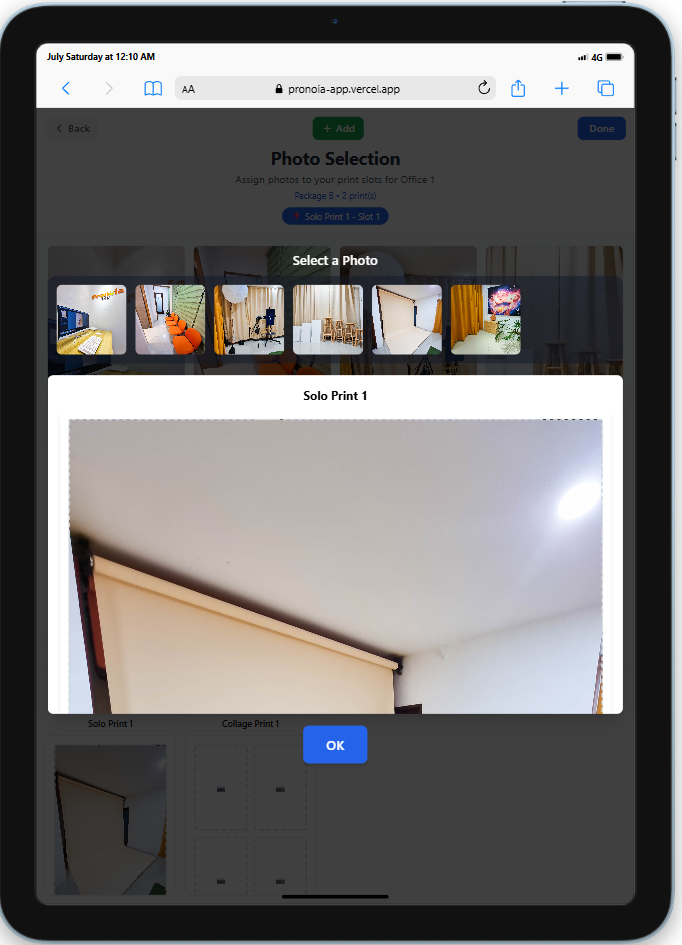 July Saturday at 12:10 AM
4G
AA
pronoia-app.vercel.app
Back
+ Add
Done
Photo Selection
Assign photos to your print slots for Office 1
Package B • 2 print(s)
Solo Print 1 - Slot 1
Select a Photo
Solo Print 1
Solo Print 1
Collage Print 1
OK